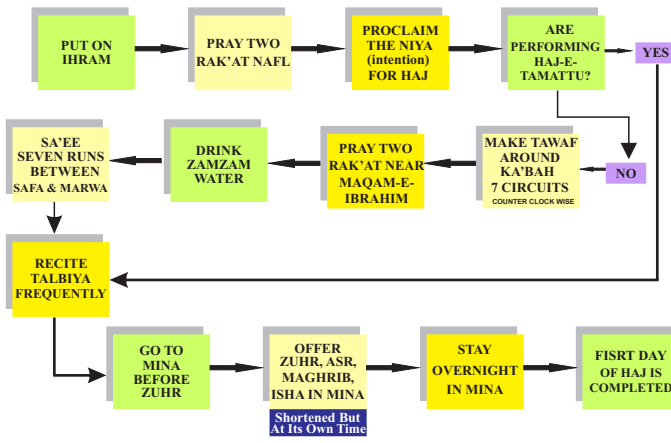 PUT ON
IHRAM
PRAY TWO
RAK'AT NAFL
PROCLAIM
THE NIYA
(intention)
FOR HAJ
ARE
PERFORMING
HAJ-E-
TAMATTU?
YES
NO
MAKE TAWAF
AROUND
KA'BAH
7 CIRCUITS
COUNTER CLOCK WISE
PRAY TWO
RAK'AT NEAR
MAQAM-E-
IBRAHIM
DRINK
ZAMZAM
WATER
SA'EE
SEVEN RUNS
BETWEEN
SAFA & MARWA
RECITE
TALBIYA
FREQUENTLY
GO TO
MINA
BEFORE
ZUHR
OFFER
ZUHR, ASR,
MAGHRIB,
ISHA IN MINA
Shortened But
At Its Own Time
STAY
OVERNIGHT
IN MINA
FISRT DAY
OF HAJ IS
COMPLETED